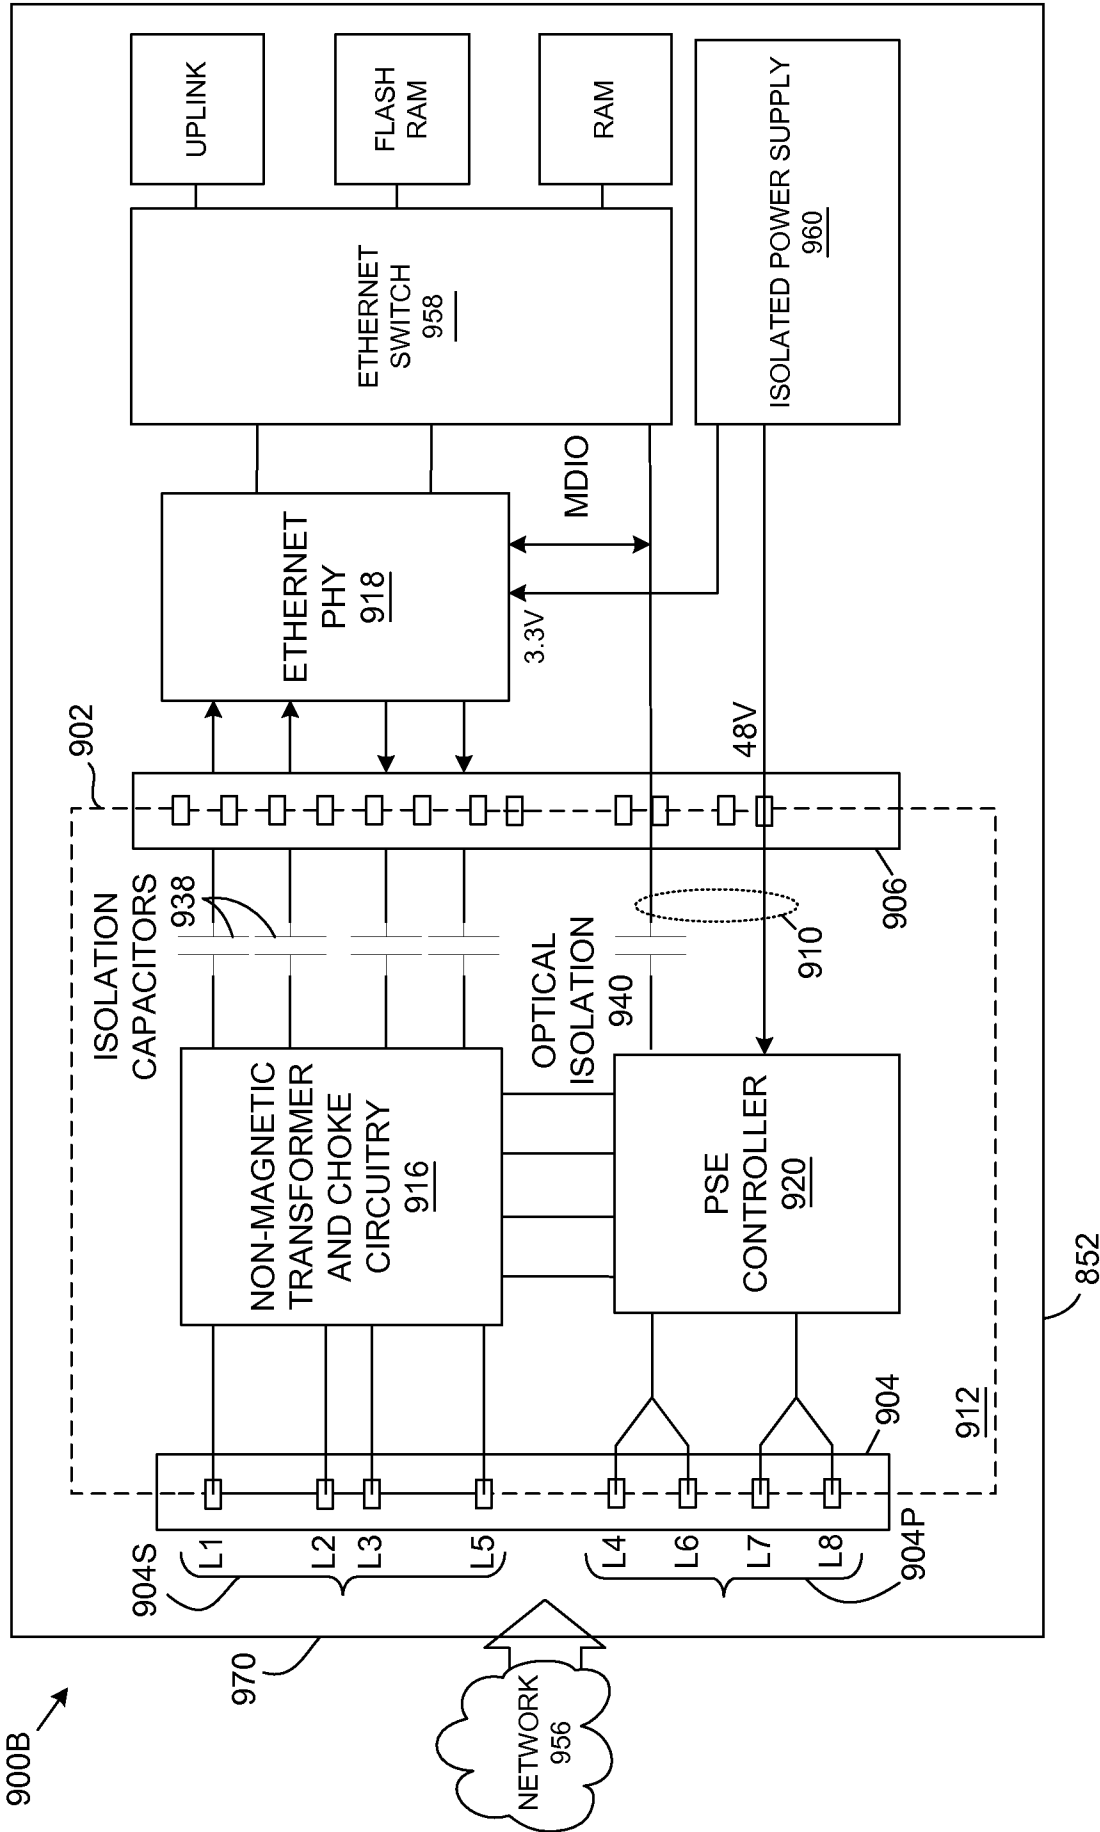 900B
970
NETWORK
956
904S
L1
L2
L3
L5
L4
L6
L7
L8
904P
904
912
852
NON-MAGNETIC
TRANSFORMER
AND CHOKE
CIRCUITRY
916
PSE
CONTROLLER
920
ISOLATION
CAPACITORS
938
OPTICAL
ISOLATION
940
910
906
902
ETHERNET
PHY
918
3.3V
48V
MDIO
ETHERNET
SWITCH
958
UPLINK
FLASH
RAM
RAM
ISOLATED POWER SUPPLY
960